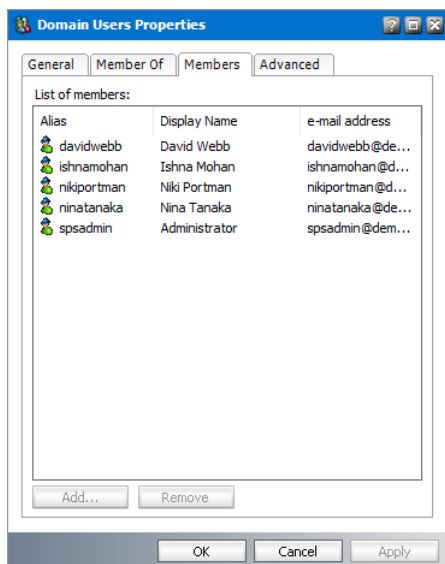 Domain Users Properties
General Member Of Members Advanced
List of members:
Alias Display Name e-mail address
davidwebb David Webb davidwebb@de...
ishnamohan Ishna Mohan ishnamohan@d...
nikiportman Niki Portman nikiportman@d...
ninatanaka Nina Tanaka ninatanaka@de...
spsadmin Administrator spsadmin@dem...
Add... Remove
OK Cancel Apply